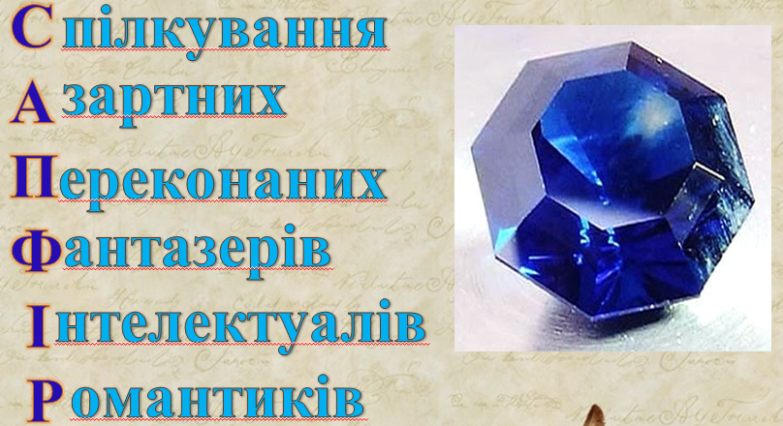 Спілкування
Азартних
Переконаних
Фантазерів
Інтелектуалів
Романтиків